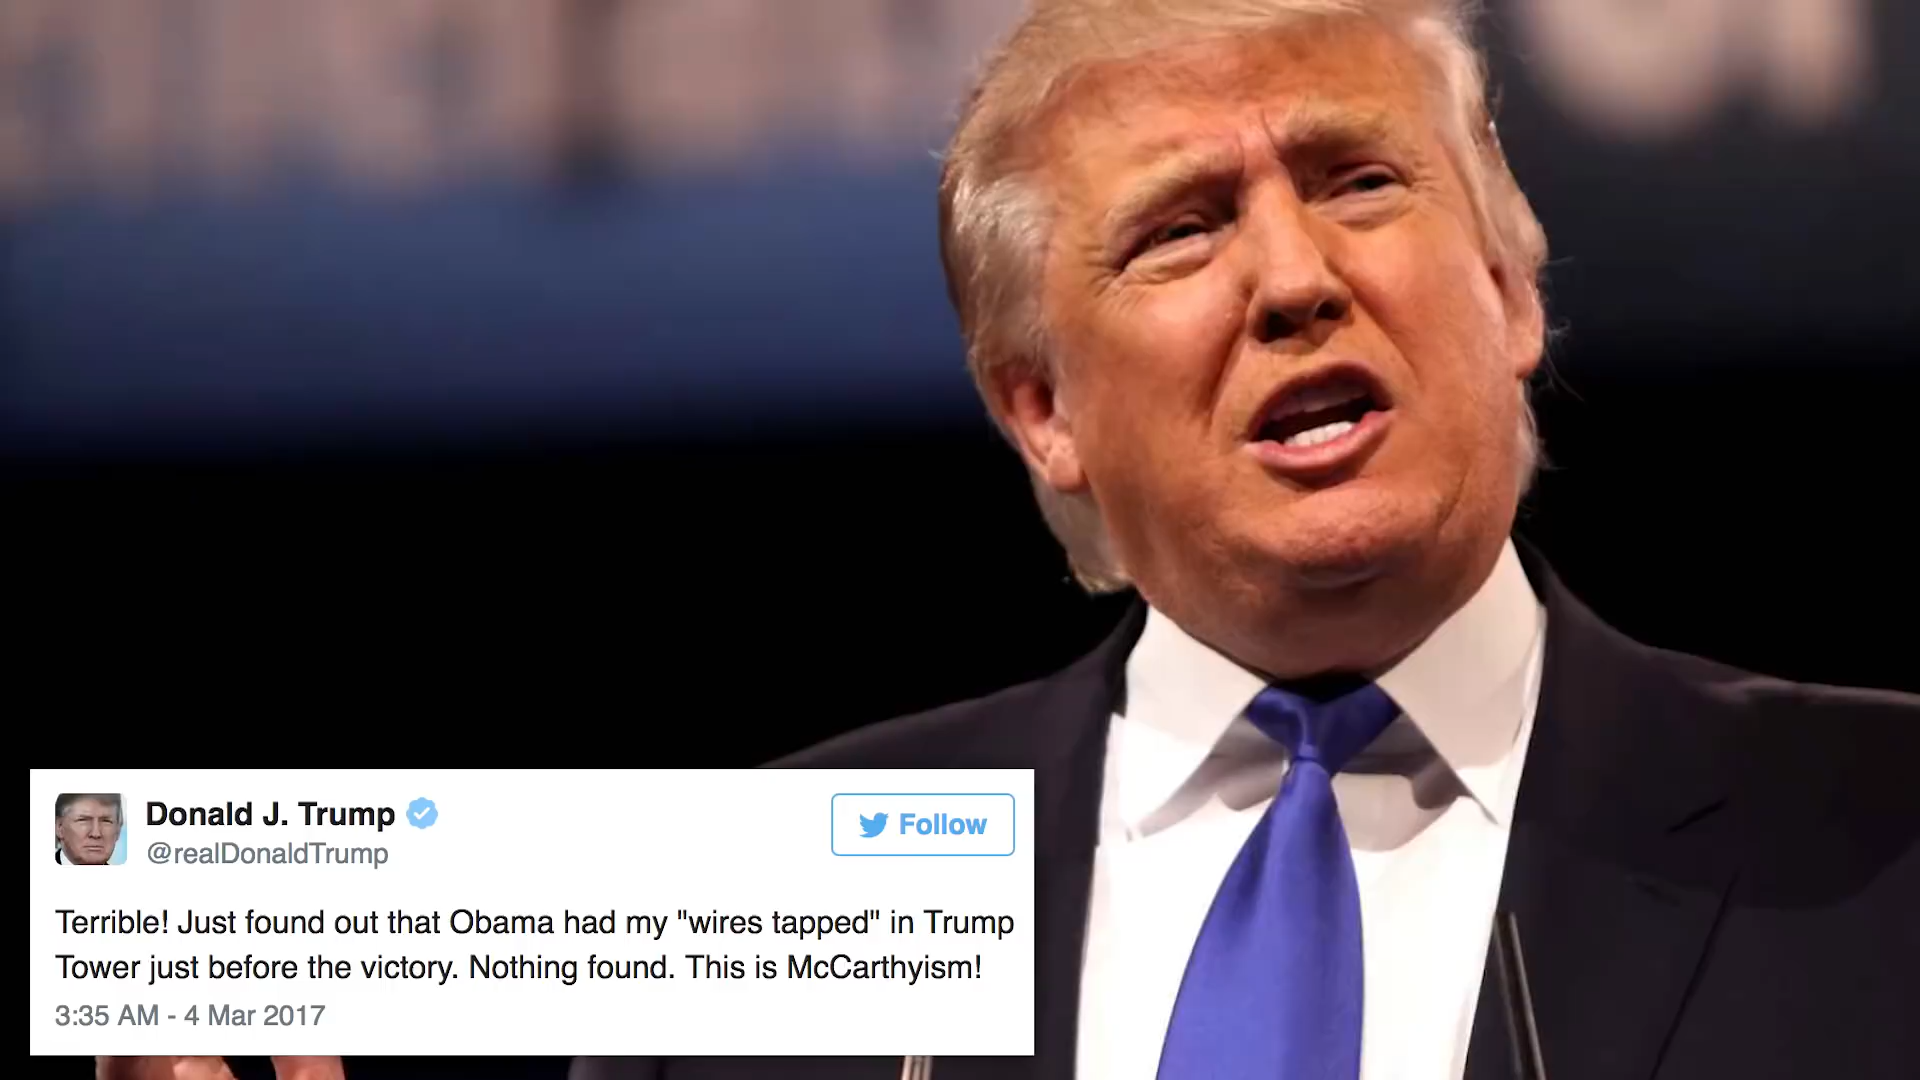 Donald J. Trump
@realDonaldTrump
Follow
Terrible! Just found out that Obama had my "wires tapped" in Trump
Tower just before the victory. Nothing found. This is McCarthyism!
3:35 AM - 4 Mar 2017